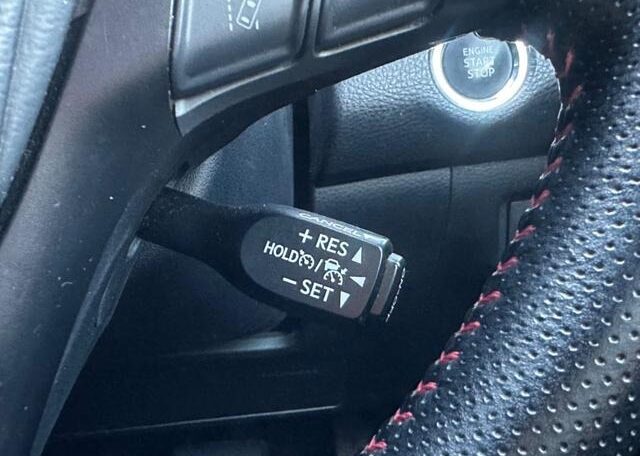 ENGINE
START
STOP
CANCEL
+ RES
HOLD /
− SET